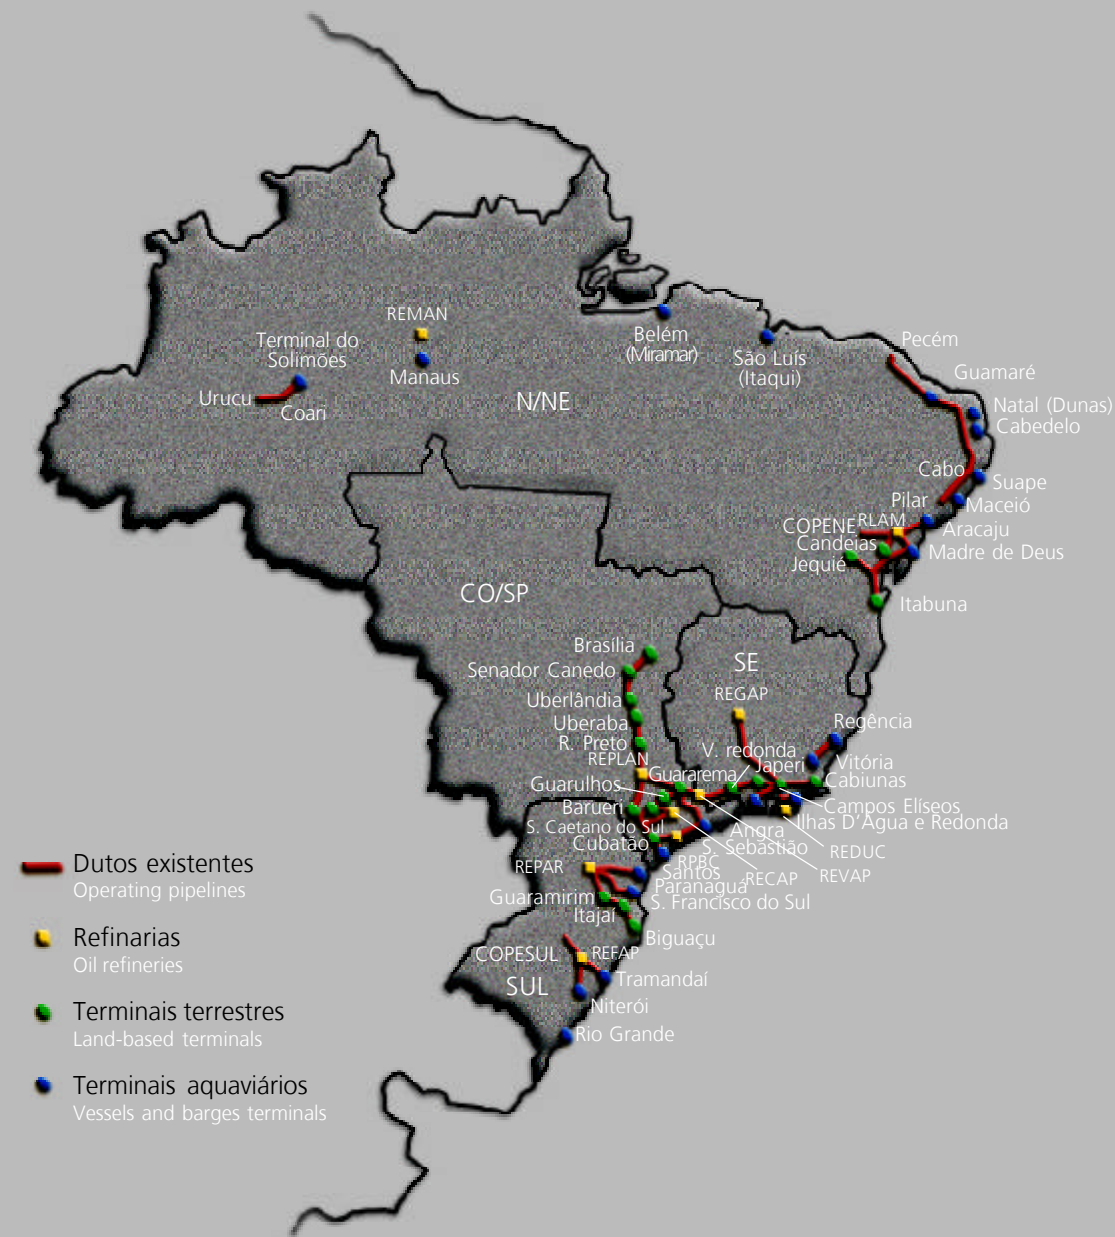 REMAN
Terminal do
Solimões
Manaus
Urucu
Coari
Belém
(Miramar)
São Luís
(Itaqui)
Pecém
Guamaré
N/NE
Natal (Dunas)
Cabedelo
Cabo
Suape
Pilar
Maceió
COPENE
RLAM
Aracaju
Candeias
Madre de Deus
Jequié
Itabuna
CO/SP
Brasília
SE
Senador Canedo
REGAP
Uberlândia
Uberaba
Regência
R. Preto
V. redonda
REPLAN
Vitória
Japeri
Guararema
Guarulhos
Cabiunas
Barueri
Campos Elíseos
S. Caetano do Sul
Ilhas D'Água e Redonda
Angra
Cubatão
S. Sebastião
REDUC
RPBC
REPAR
Santos
RECAP
REVAP
Paranaguá
Guaramirim
S. Francisco do Sul
Itajaí
Biguaçu
COPESUL
REFAP
Tramandaí
SUL
Niterói
Rio Grande
Dutos existentes
Operating pipelines
Refinarias
Oil refineries
Terminais terrestres
Land-based terminals
Terminais aquaviários
Vessels and barges terminals